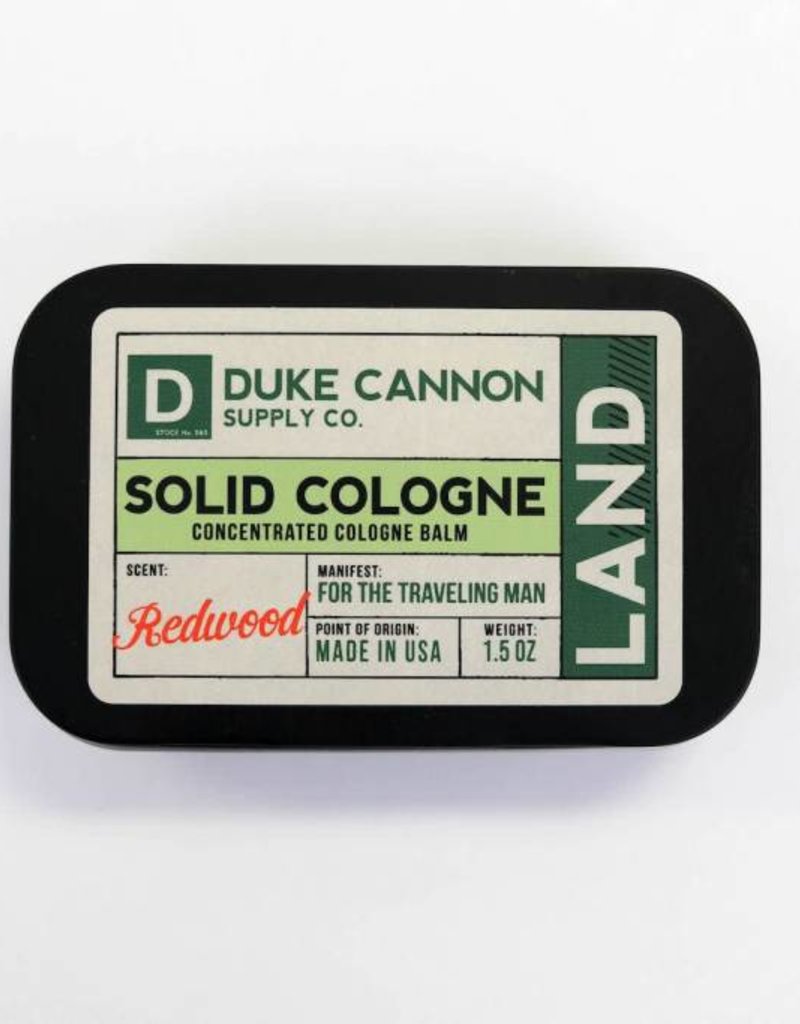 D
DUKE CANNON
SUPPLY CO.
SOLID COLOGNE
CONCENTRATED COLOGNE BALM
SCENT:
Redwood
MANIFEST:
FOR THE TRAVELING MAN
POINT OF ORIGIN:
MADE IN USA
WEIGHT:
1.5 OZ
LAND